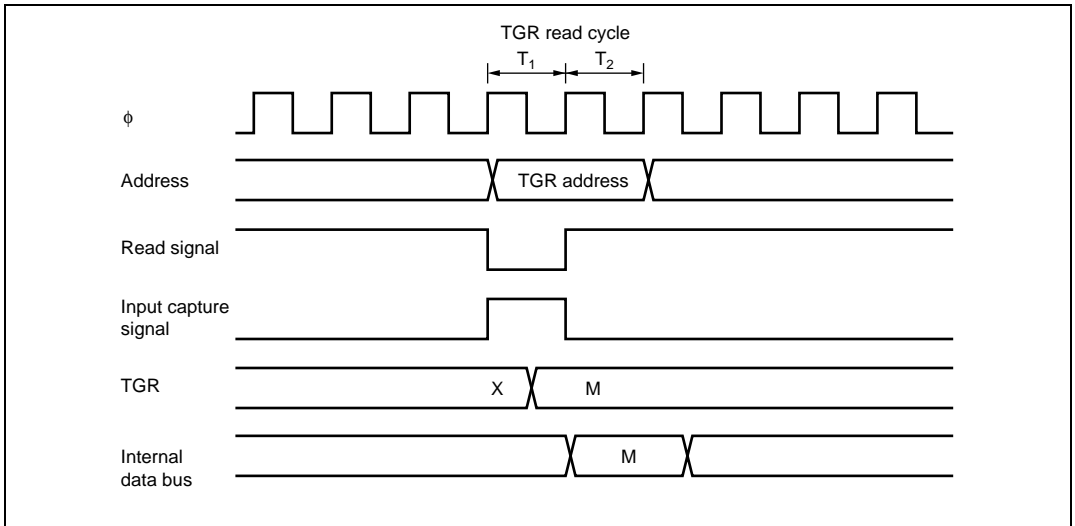 TGR read cycle
T1 T2
ϕ
Address
TGR address
Read signal
Input capture
signal
TGR
X M
Internal
data bus
M